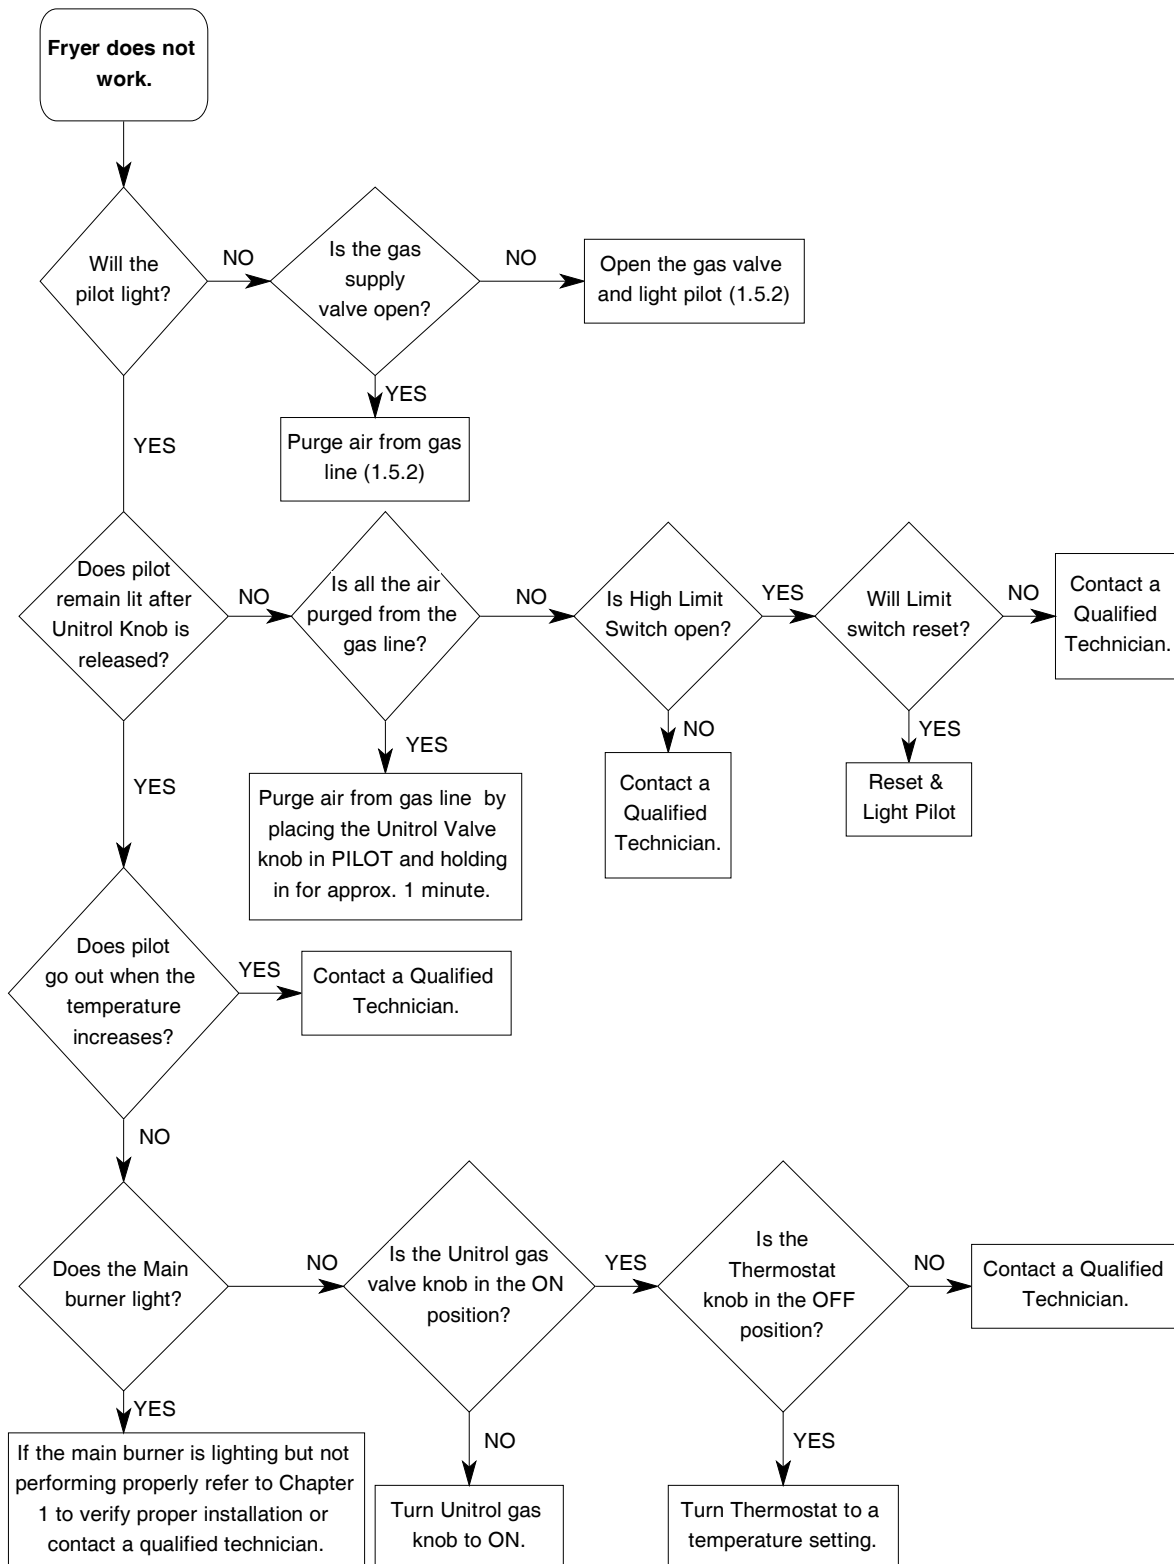 Fryer does not
work.
Will the
pilot light?
NO
Is the gas
supply
valve open?
NO
Open the gas valve
and light pilot (1.5.2)
YES
Purge air from gas
line (1.5.2)
YES
Does pilot
remain lit after
Unitrol Knob is
released?
NO
Is all the air
purged from the
gas line?
NO
Is High Limit
Switch open?
YES
Will Limit
switch reset?
NO
Contact a
Qualified
Technician.
YES
Purge air from gas line by
placing the Unitrol Valve
knob in PILOT and holding
in for approx. 1 minute.
NO
Contact a
Qualified
Technician.
YES
Reset &
Light Pilot
YES
Does pilot
go out when the
temperature
increases?
YES
Contact a Qualified
Technician.
NO
Does the Main
burner light?
NO
Is the Unitrol gas
valve knob in the ON
position?
YES
Is the
Thermostat
knob in the OFF
position?
NO
Contact a Qualified
Technician.
YES
If the main burner is lighting but not
performing properly refer to Chapter
1 to verify proper installation or
contact a qualified technician.
NO
Turn Unitrol gas
knob to ON.
YES
Turn Thermostat to a
temperature setting.